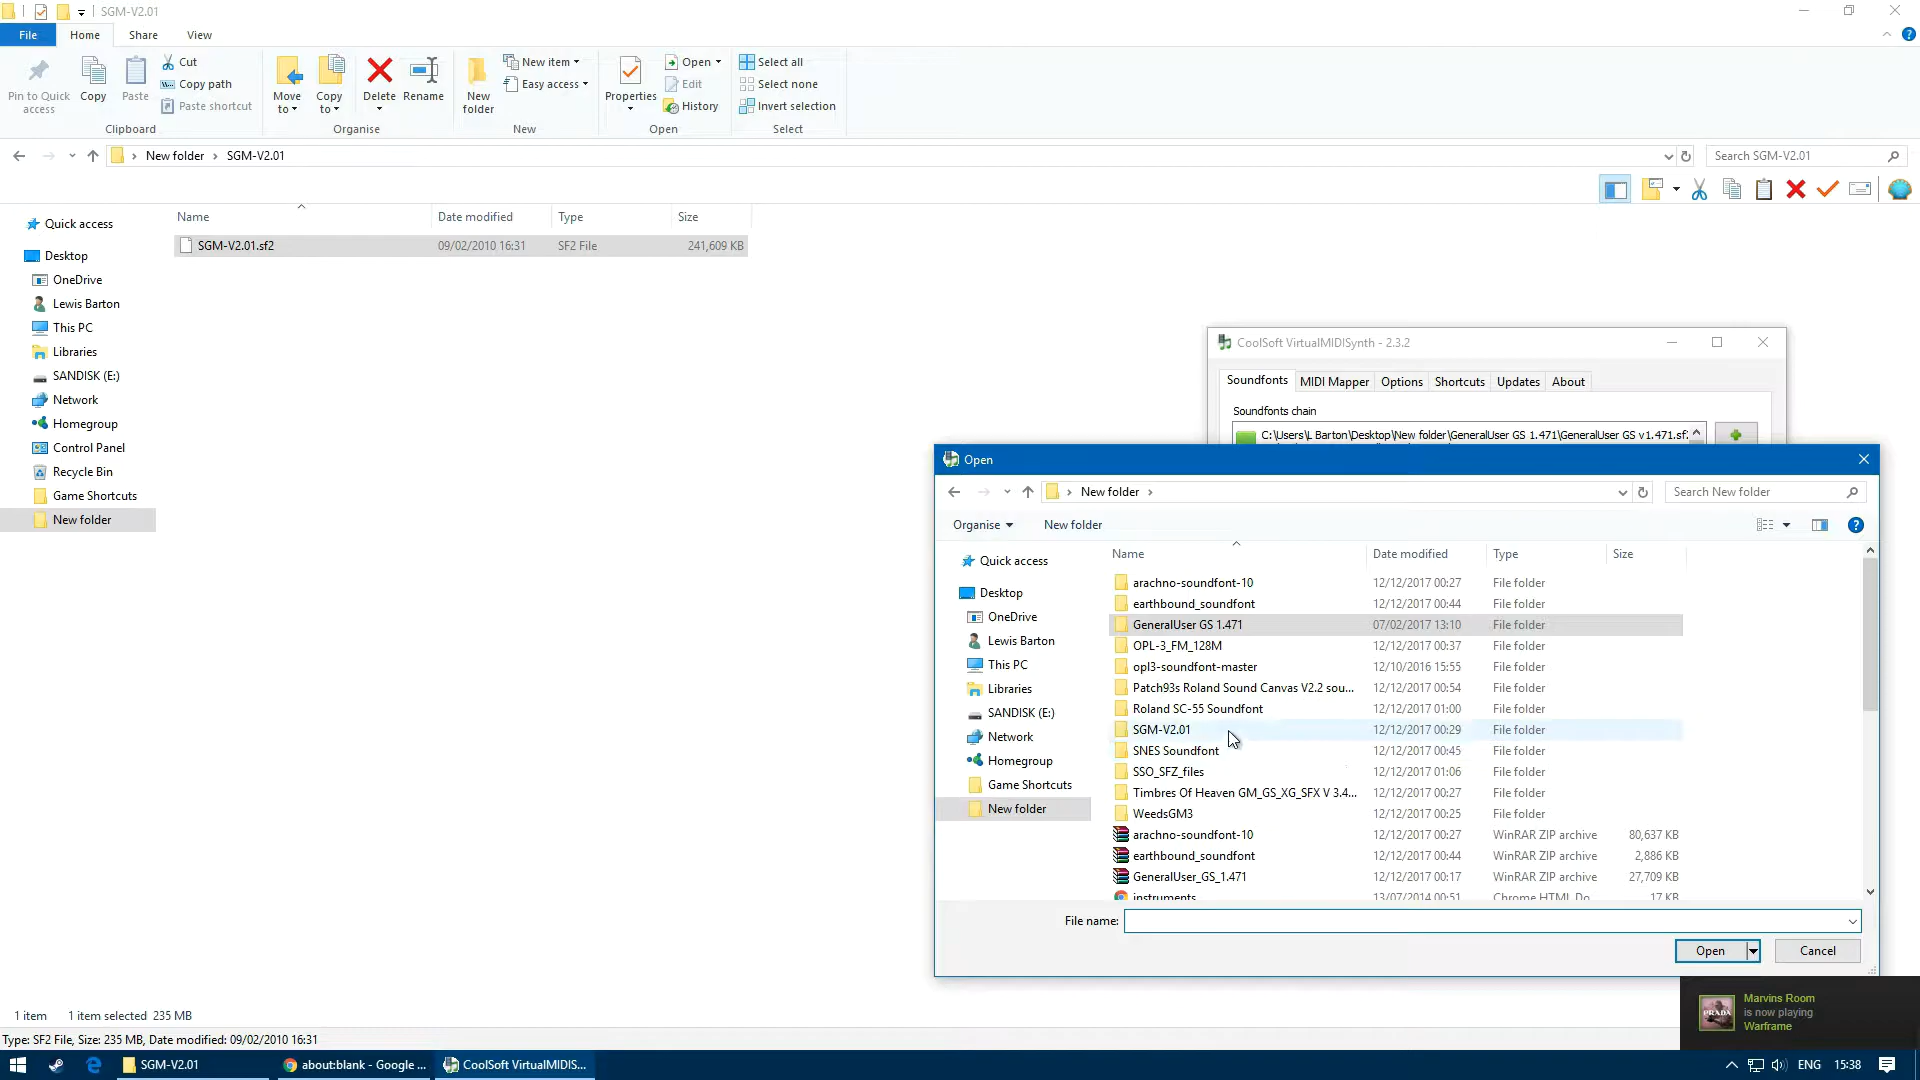 SGM-V2.01
File
Home
Share
View
Pin to Quick access
Copy
Paste
Cut
Copy path
Paste shortcut
Clipboard
Move to
Copy to
Delete
Rename
Organise
New folder
New item
Easy access
New
Properties
Open
Edit
History
Open
Select all
Select none
Invert selection
Select
New folder > SGM-V2.01
Search SGM-V2.01
Name
Date modified
Type
Size
SGM-V2.01.sf2 09/02/2010 16:31 SF2 File 241,609 KB
Quick access
Desktop
OneDrive
Lewis Barton
This PC
Libraries
SANDISK (E:)
Network
Homegroup
Control Panel
Recycle Bin
Game Shortcuts
New folder
CoolSoft VirtualMIDISynth - 2.3.2
Soundfonts
MIDI Mapper
Options
Shortcuts
Updates
About
Soundfonts chain
C:\Users\L Barton\Desktop\New folder\GeneralUser GS 1.471\GeneralUser GS v1.471.sf2
Open
New folder >
Search New folder
Organise
New folder
Quick access
Desktop
OneDrive
Lewis Barton
This PC
Libraries
SANDISK (E:)
Network
Homegroup
Game Shortcuts
New folder
Name
Date modified
Type
Size
arachno-soundfont-10 12/12/2017 00:27 File folder
earthbound_soundfont 12/12/2017 00:44 File folder
GeneralUser GS 1.471 07/02/2017 13:10 File folder
OPL-3_FM_128M 12/12/2017 00:37 File folder
opl3-soundfont-master 12/10/2016 15:55 File folder
Patch93s Roland Sound Canvas V2.2 sou... 12/12/2017 00:54 File folder
Roland SC-55 Soundfont 12/12/2017 01:00 File folder
SGM-V2.01 12/12/2017 00:29 File folder
SNES Soundfont 12/12/2017 00:45 File folder
SSO_SFZ_files 12/12/2017 01:06 File folder
Timbres Of Heaven GM_GS_XG_SFX V 3.4... 12/12/2017 00:27 File folder
WeedsGM3 12/12/2017 00:25 File folder
arachno-soundfont-10 12/12/2017 00:27 WinRAR ZIP archive 80,637 KB
earthbound_soundfont 12/12/2017 00:44 WinRAR ZIP archive 2,886 KB
GeneralUser_GS_1.471 12/12/2017 00:17 WinRAR ZIP archive 27,709 KB
instruments 13/07/2014 00:51 Chrome HTML Do... 17 KB
File name:
Open
Cancel
Marvins Room
is now playing
Warframe
1 item
1 item selected 235 MB
Type: SF2 File, Size: 235 MB, Date modified: 09/02/2010 16:31
SGM-V2.01
about:blank - Google ...
CoolSoft VirtualMIDIS...
ENG
15:38